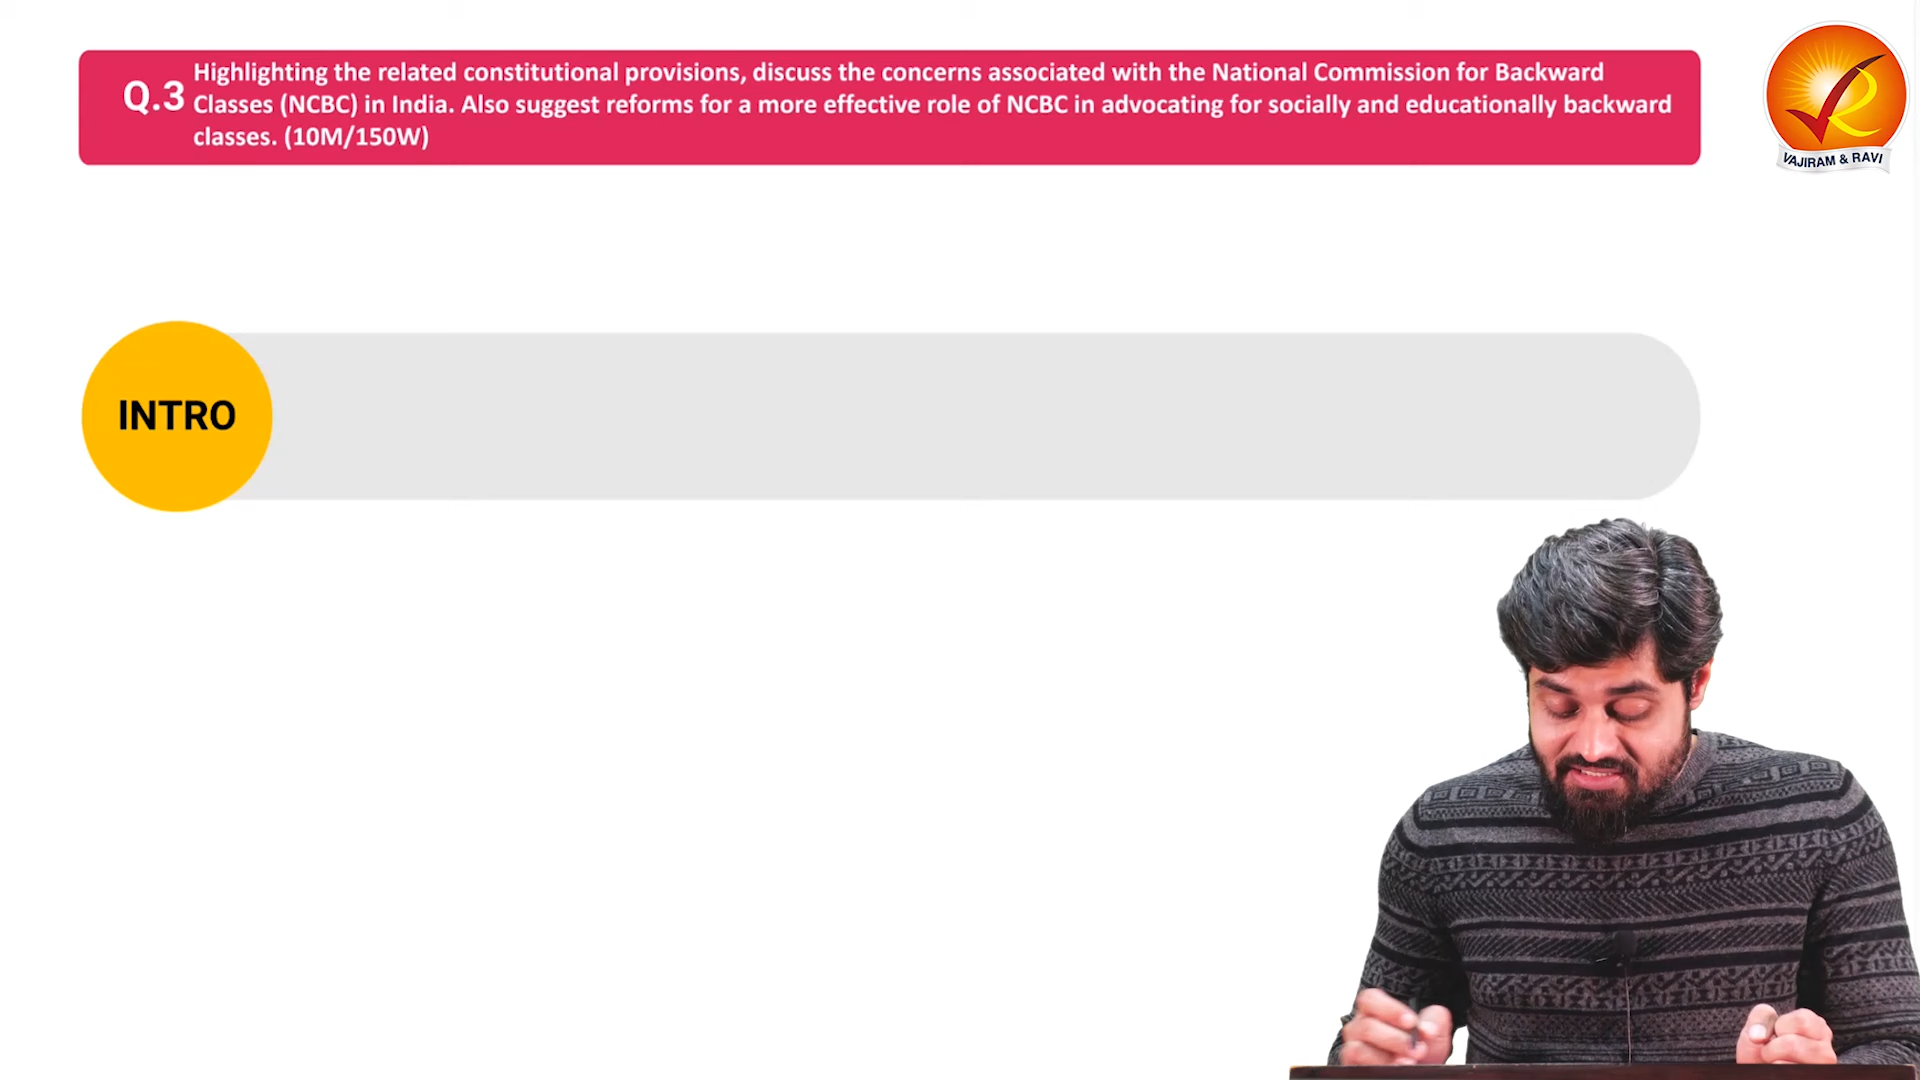 Q.3 Highlighting the related constitutional provisions, discuss the concerns associated with the National Commission for Backward
Classes (NCBC) in India. Also suggest reforms for a more effective role of NCBC in advocating for socially and educationally backward
classes. (10M/150W)
VAJIRAM & RAVI
INTRO